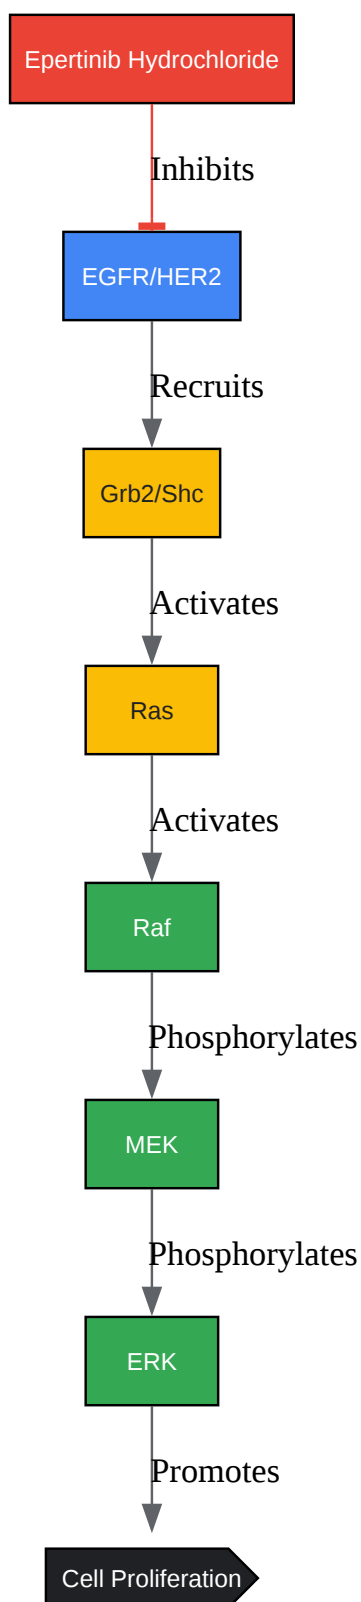 Epertinib Hydrochloride
Inhibits
EGFR/HER2
Recruits
Grb2/Shc
Activates
Ras
Activates
Raf
Phosphorylates
MEK
Phosphorylates
ERK
Promotes
Cell Proliferation